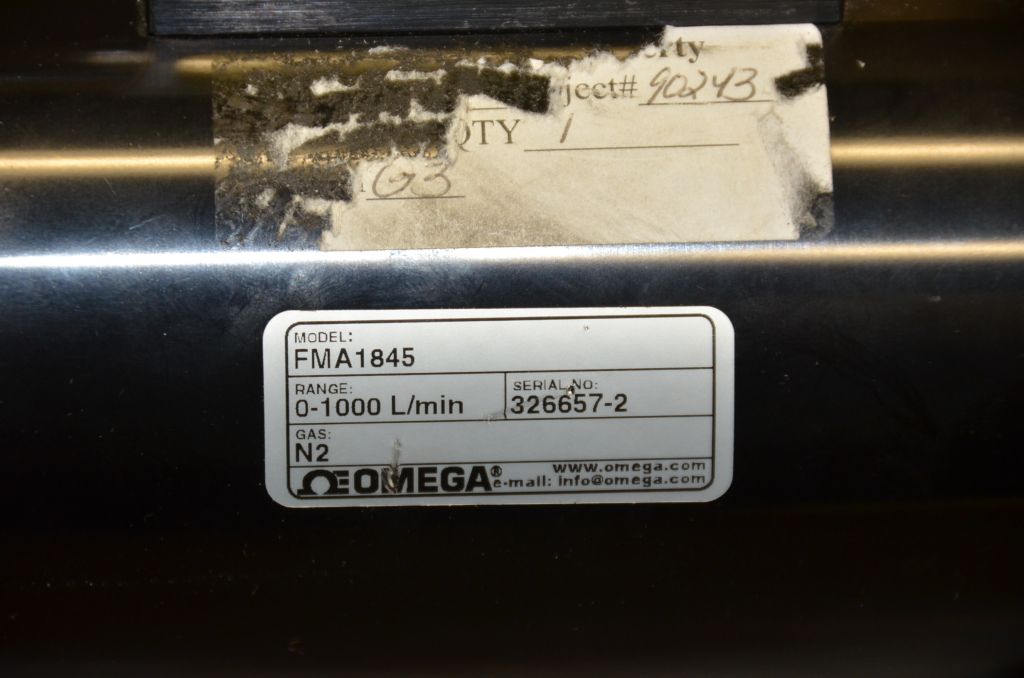 erty
ject# 90243
QTY 1
G3
MODEL:
FMA1845
RANGE:
0-1000 L/min
SERIAL NO:
326657-2
GAS:
N2
OMEGA®
www.omega.com
e-mail: info@omega.com